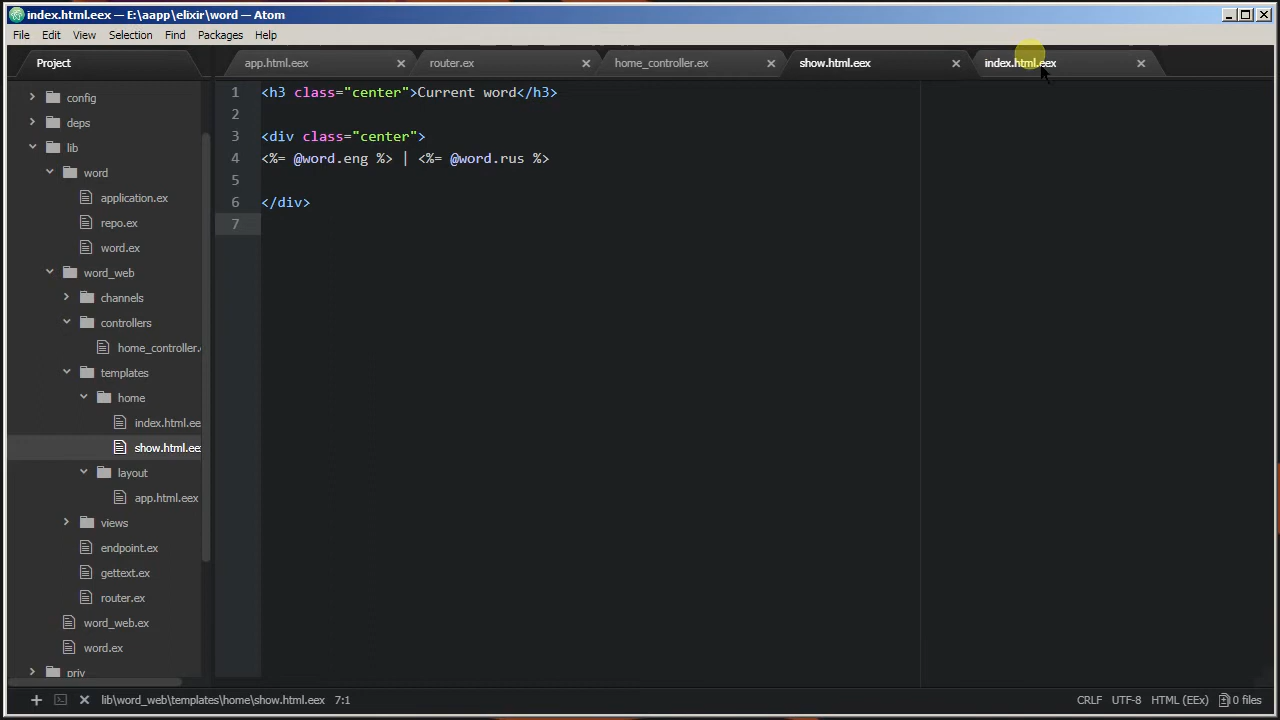 index.html.eex — E:\aapp\elixir\word — Atom
File Edit View Selection Find Packages Help
Project
app.html.eex router.ex home_controller.ex show.html.eex index.html.eex
config
deps
lib
word
application.ex
repo.ex
word.ex
word_web
channels
controllers
home_controller.
templates
home
index.html.ee
show.html.ee
layout
app.html.eex
views
endpoint.ex
gettext.ex
router.ex
word_web.ex
word.ex
priv
1 <h3 class="center">Current word</h3>
2
3 <div class="center">
4 <%= @word.eng %> | <%= @word.rus %>
5
6 </div>
7
lib\word_web\templates\home\show.html.eex 7:1 CRLF UTF-8 HTML (EEx) 0 files